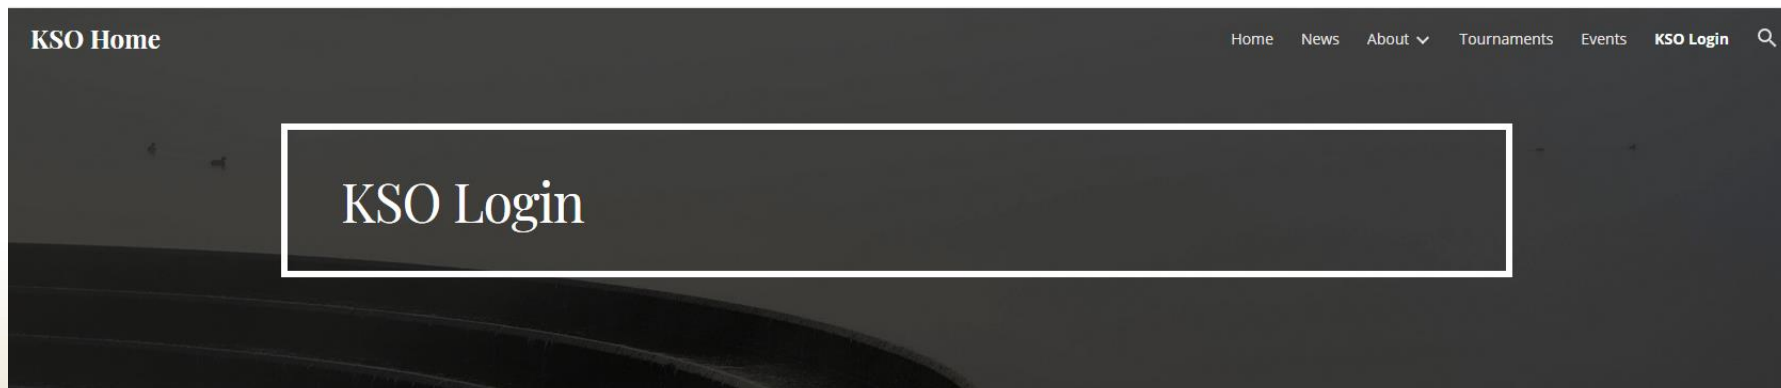 KSO Home
Home News About Tournaments Events KSO Login
KSO Login